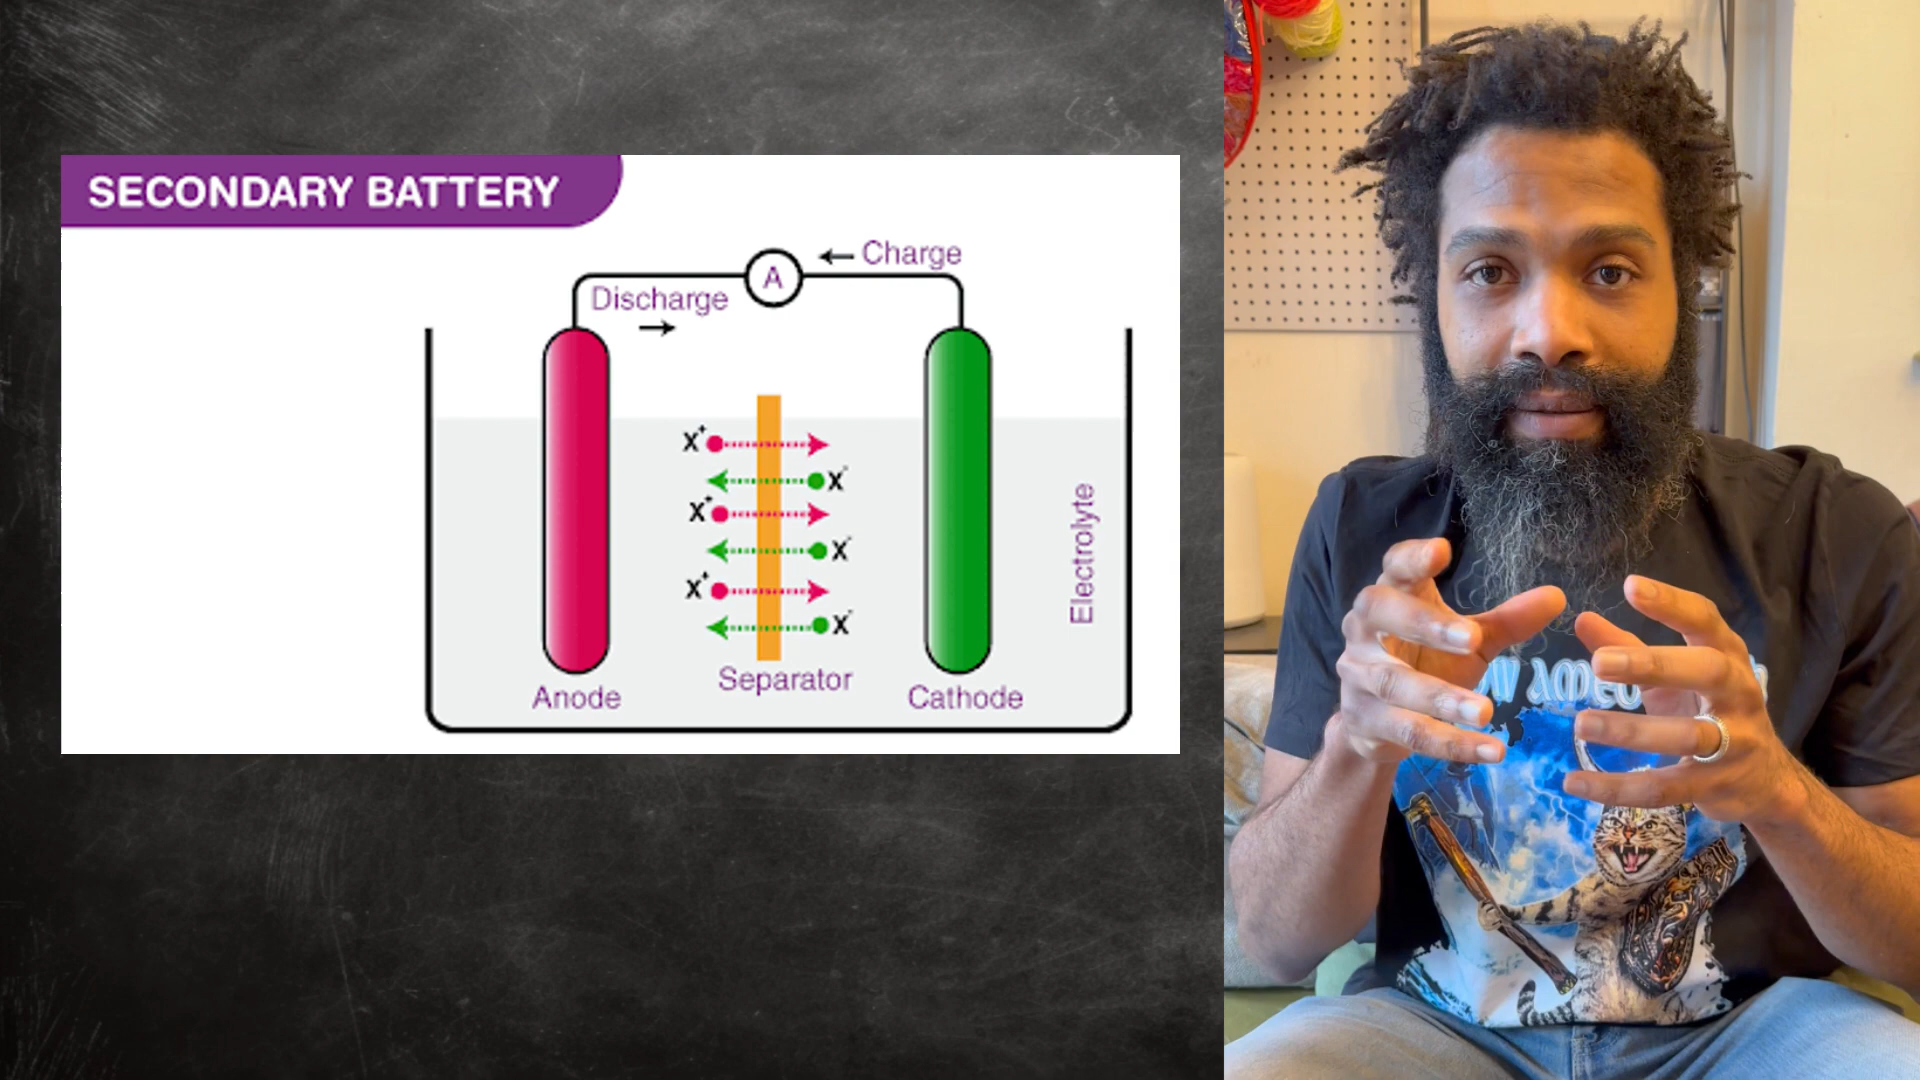 SECONDARY BATTERY
← Charge
A
Discharge
→
X⁺
X⁻
X⁺
X⁻
X⁺
X⁻
Electrolyte
Separator
Anode
Cathode